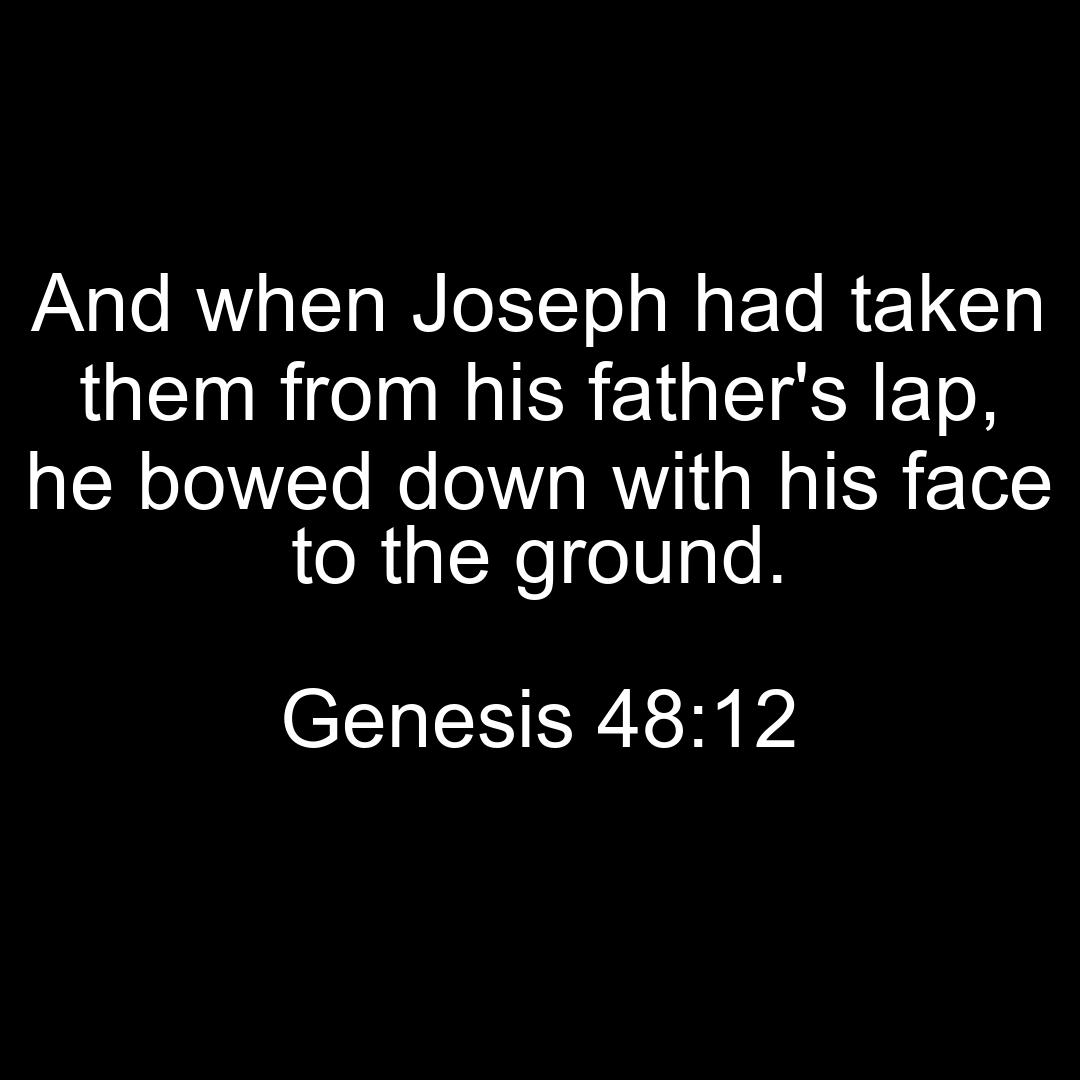 And when Joseph had taken
them from his father's lap,
he bowed down with his face
to the ground.
Genesis 48:12